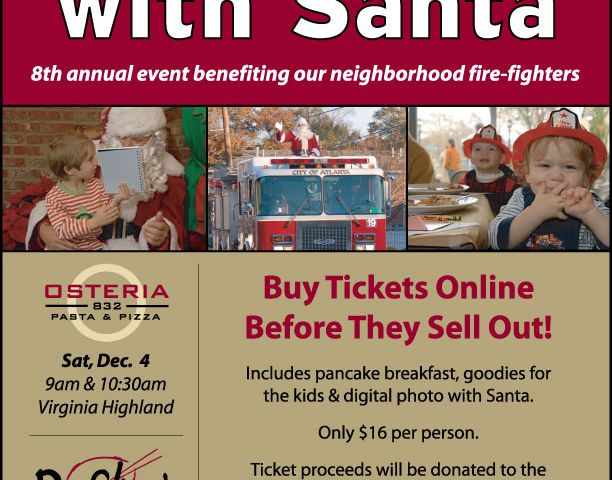 with Santa
8th annual event benefiting our neighborhood fire-fighters
CITY OF ATLANTA
19
OSTERIA
832
PASTA & PIZZA
Sat, Dec. 4
9am & 10:30am
Virginia Highland
Buy Tickets Online
Before They Sell Out!
Includes pancake breakfast, goodies for
the kids & digital photo with Santa.
Only $16 per person.
Ticket proceeds will be donated to the